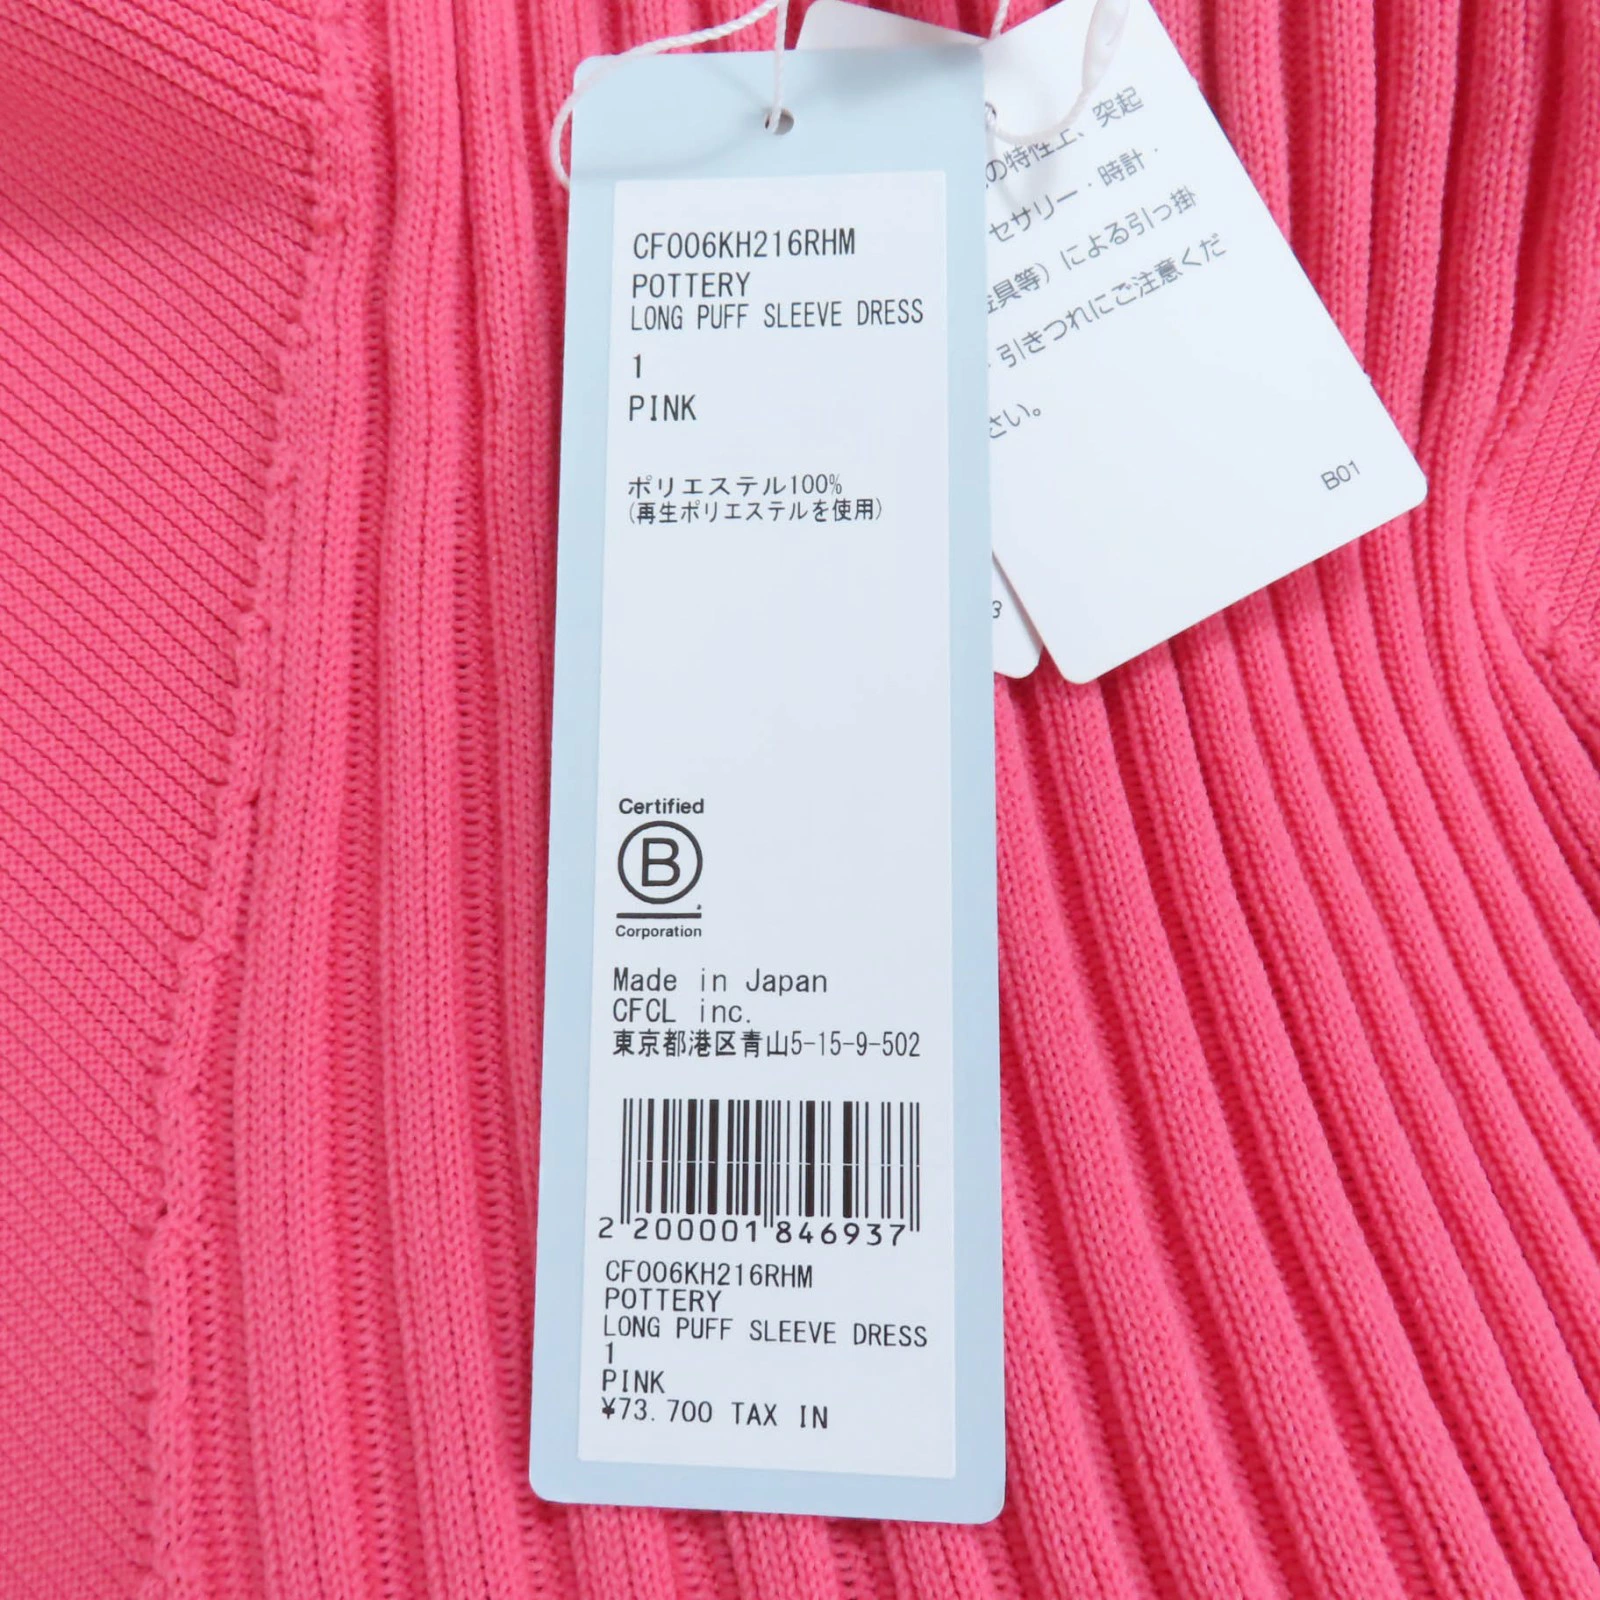 CF006KH216RHM
POTTERY
LONG PUFF SLEEVE DRESS
1
PINK
ポリエステル100%
(再生ポリエステルを使用)
Certified
B
Corporation
Made in Japan
CFCL inc.
東京都港区青山5-15-9-502
2 200001 846937
CF006KH216RHM
POTTERY
LONG PUFF SLEEVE DRESS
1
PINK
¥73.700 TAX IN
の特性上、突起
セサリー・時計・
金具等）による引っ掛
・引きつれにご注意くだ
さい。
B01
3